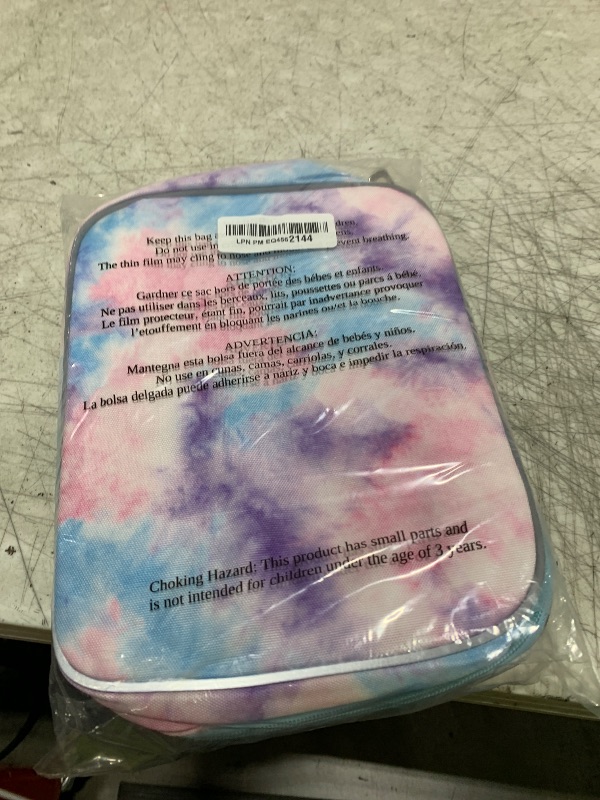 LPN PM EG4562144
Keep this bag dren.
Do not use
The thin film may cling to nose vent breathing.
ATTENTION:
Gardner ce sac hors de portée des bébes et enfants.
Ne pas utiliser dans les berceaux, lits, poussettes ou parcs á bébé.
Le film protecteur, étant fin, pourrait par inadvertance provoquer
l'etouffement en bloquant les narines ou/et la bouche.
ADVERTENCIA:
Mantegna esta bolsa fuera del alcance de bebés y niños.
No use en cunas, camas, carriolas, y corrales.
La bolsa delgada puede adherirse a nariz y boca e impedir la respiración.
Choking Hazard: This product has small parts and
is not intended for children under the age of 3 years.